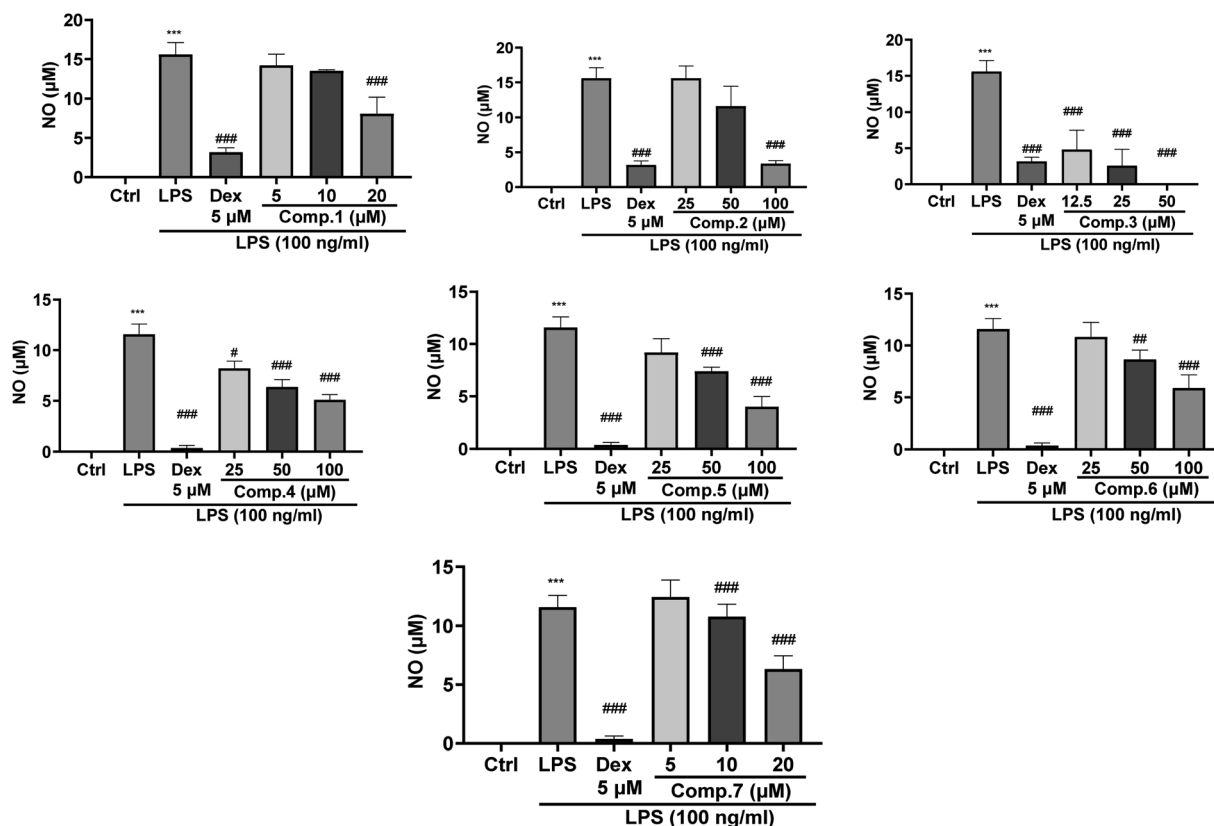 20
15
10
5
0
NO (µM)
***
###
###
Ctrl LPS Dex 5 10 20
5 µM Comp.1 (µM)
LPS (100 ng/ml)
20
15
10
5
0
NO (µM)
***
###
###
Ctrl LPS Dex 25 50 100
5 µM Comp.2 (µM)
LPS (100 ng/ml)
20
15
10
5
0
NO (µM)
***
###
###
###
###
Ctrl LPS Dex 12.5 25 50
5 µM Comp.3 (µM)
LPS (100 ng/ml)
15
10
5
0
NO (µM)
***
###
#
###
###
Ctrl LPS Dex 25 50 100
5 µM Comp.4 (µM)
LPS (100 ng/ml)
15
10
5
0
NO (µM)
***
###
###
###
Ctrl LPS Dex 25 50 100
5 µM Comp.5 (µM)
LPS (100 ng/ml)
15
10
5
0
NO (µM)
***
###
##
###
Ctrl LPS Dex 25 50 100
5 µM Comp.6 (µM)
LPS (100 ng/ml)
15
10
5
0
NO (µM)
***
###
###
###
Ctrl LPS Dex 5 10 20
5 µM Comp.7 (µM)
LPS (100 ng/ml)